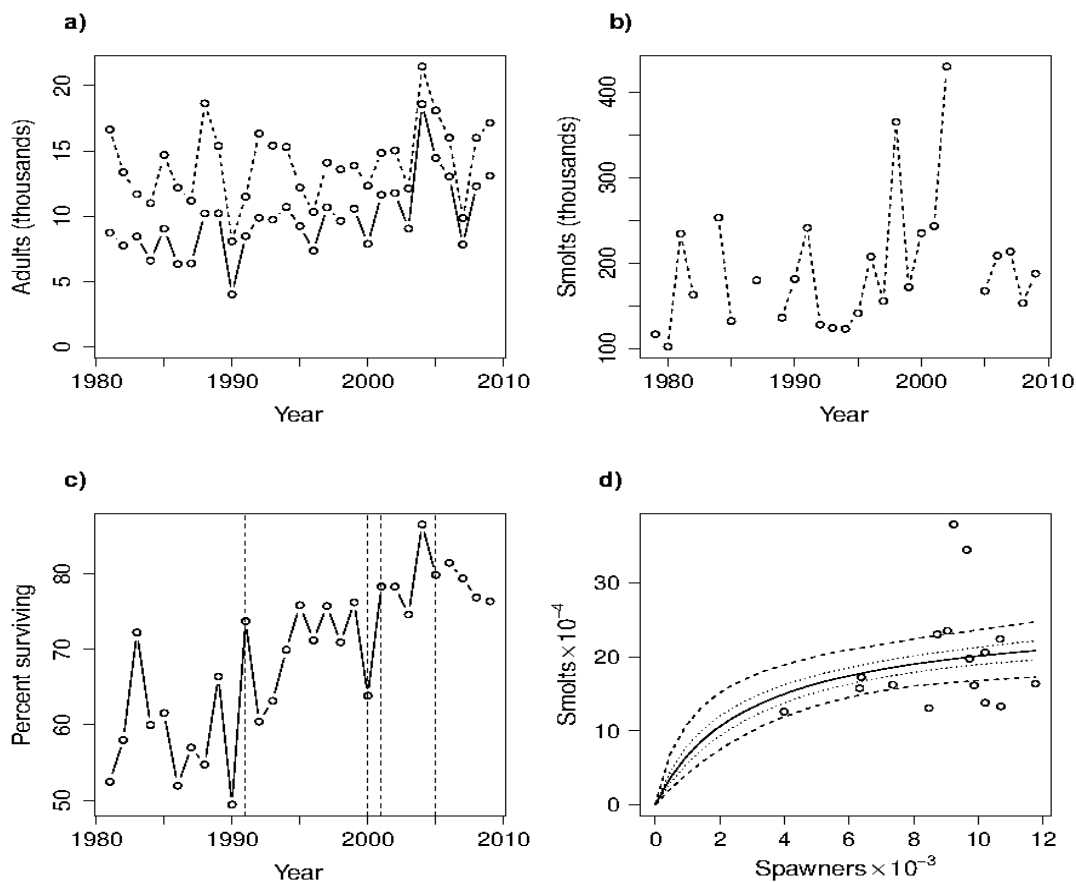 a)
Adults (thousands)
20
15
10
5
0
1980 1990 2000 2010
Year
b)
Smolts (thousands)
400
300
200
100
1980 1990 2000 2010
Year
c)
Percent surviving
80
70
60
50
1980 1990 2000 2010
Year
d)
Smolts×10⁻⁴
30
20
10
0
0 2 4 6 8 10 12
Spawners×10⁻³